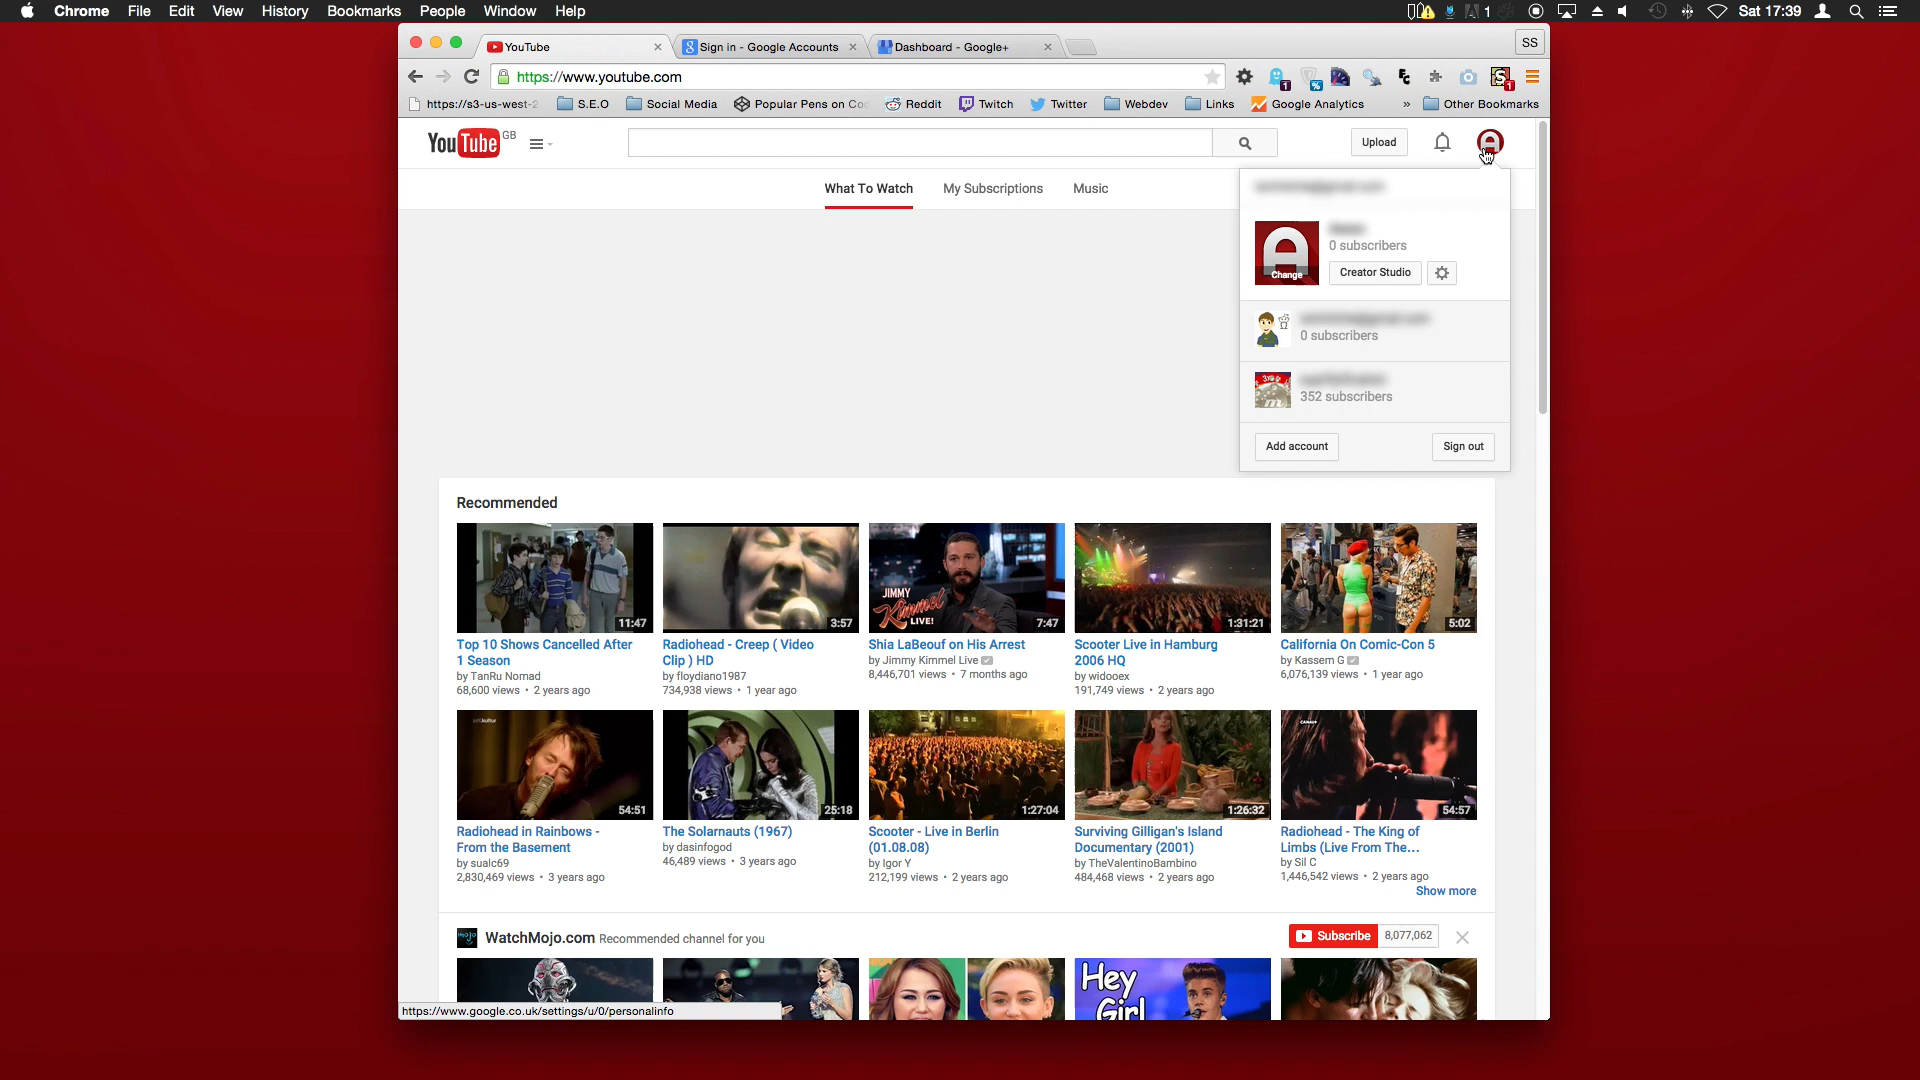 Chrome File Edit View History Bookmarks People Window Help
1 Sat 17:39
YouTube Sign in - Google Accounts Dashboard - Google+ SS
https://www.youtube.com
https://s3-us-west-2 S.E.O Social Media Popular Pens on Co Reddit Twitch Twitter Webdev Links Google Analytics » Other Bookmarks
YouTube GB Upload
What To Watch My Subscriptions Music
A
Change
0 subscribers
Creator Studio
0 subscribers
352 subscribers
Add account Sign out
Recommended
11:47 3:57 JIMMY Kimmel LIVE! 7:47 1:31:21 5:02
Top 10 Shows Cancelled After 1 Season
by TanRu Nomad
68,600 views • 2 years ago
Radiohead - Creep ( Video Clip ) HD
by floydiano1987
734,938 views • 1 year ago
Shia LaBeouf on His Arrest
by Jimmy Kimmel Live
8,446,701 views • 7 months ago
Scooter Live in Hamburg 2006 HQ
by widooex
191,749 views • 2 years ago
California On Comic-Con 5
by Kassem G
6,076,139 views • 1 year ago
54:51 25:18 1:27:04 1:26:32 54:57
Radiohead in Rainbows - From the Basement
by sualc69
2,830,469 views • 3 years ago
The Solarnauts (1967)
by dasinfogod
46,489 views • 3 years ago
Scooter - Live in Berlin (01.08.08)
by Igor Y
212,199 views • 2 years ago
Surviving Gilligan's Island Documentary (2001)
by TheValentinoBambino
484,468 views • 2 years ago
Radiohead - The King of Limbs (Live From The...
by Sil C
1,446,542 views • 2 years ago
Show more
WatchMojo.com Recommended channel for you Subscribe 8,077,062
Hey
Girl
https://www.google.co.uk/settings/u/0/personalinfo